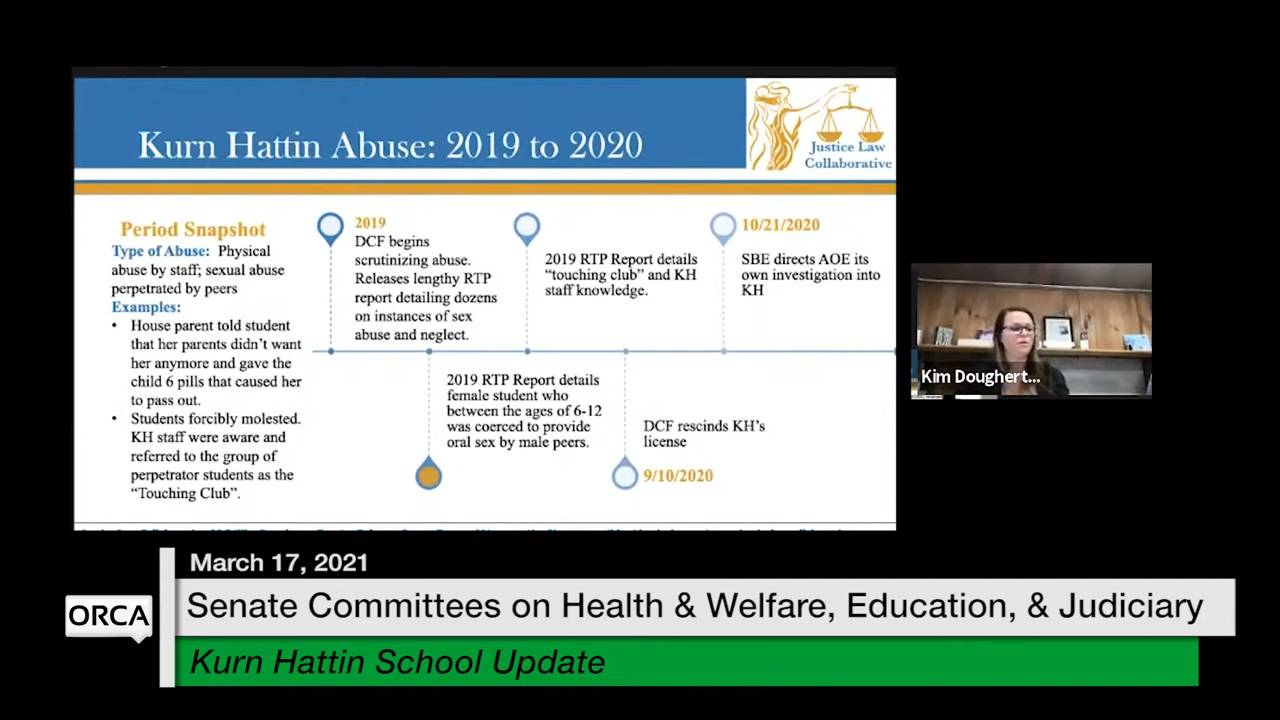 Kurn Hattin Abuse: 2019 to 2020
Justice Law
Collaborative
Period Snapshot
Type of Abuse: Physical
abuse by staff; sexual abuse
perpetrated by peers
Examples:
• House parent told student
that her parents didn't want
her anymore and gave the
child 6 pills that caused her
to pass out.
• Students forcibly molested.
KH staff were aware and
referred to the group of
perpetrator students as the
“Touching Club”.
2019
DCF begins
scrutinizing abuse.
Releases lengthy RTP
report detailing dozens
on instances of sex
abuse and neglect.
2019 RTP Report details
female student who
between the ages of 6-12
was coerced to provide
oral sex by male peers.
2019 RTP Report details
“touching club” and KH
staff knowledge.
DCF rescinds KH's
license
9/10/2020
10/21/2020
SBE directs AOE its
own investigation into
KH
Kim Doughert...
March 17, 2021
ORCA
Senate Committees on Health & Welfare, Education, & Judiciary
Kurn Hattin School Update